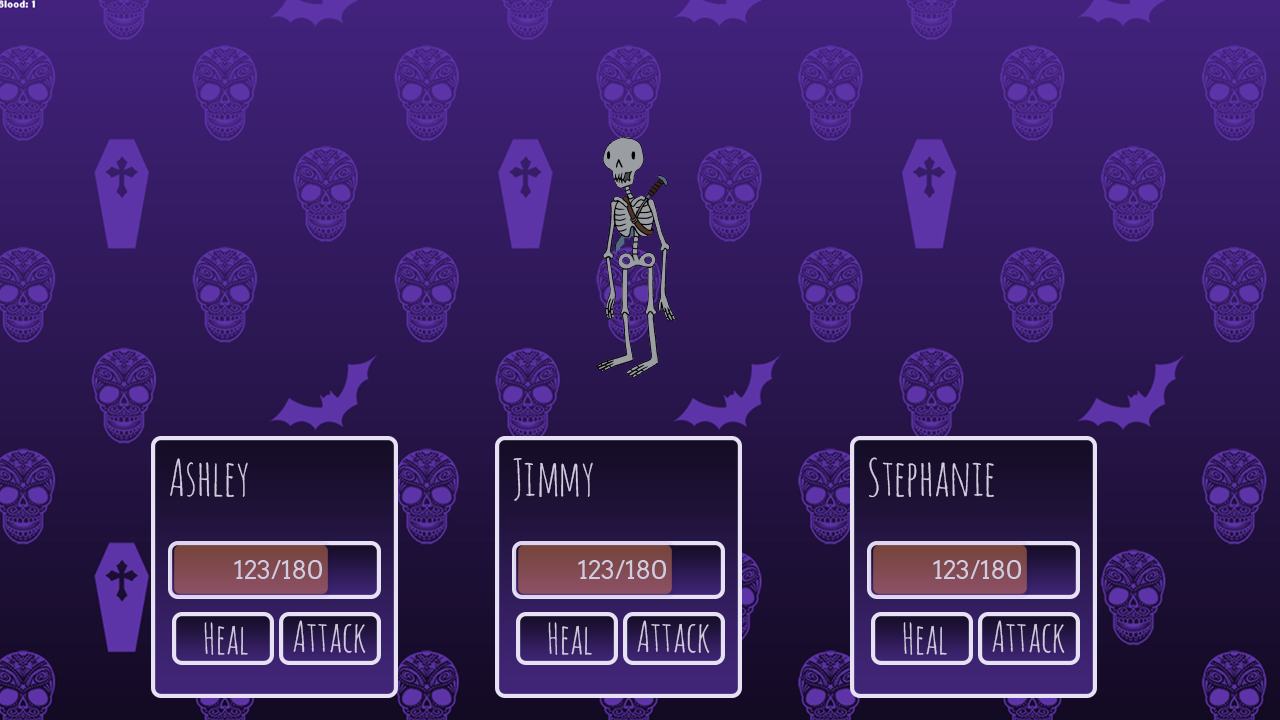 Blood: 1
Ashley
Jimmy
Stephanie
123/180
123/180
123/180
Heal
Attack
Heal
Attack
Heal
Attack